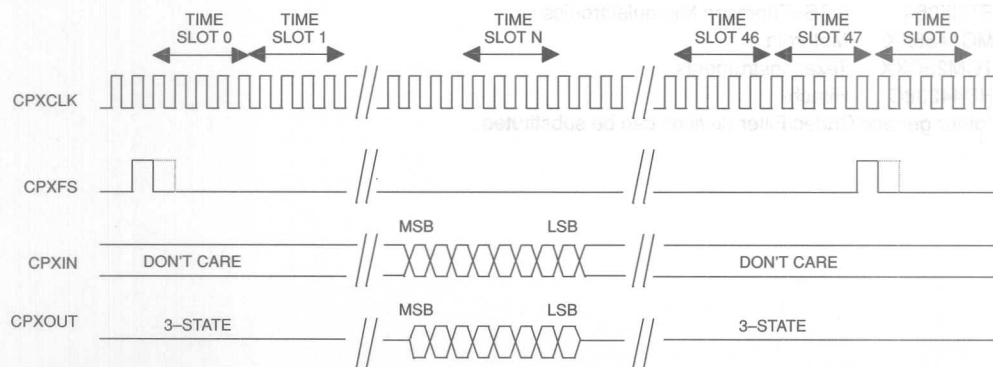 TIME SLOT 0
TIME SLOT 1
TIME SLOT N
TIME SLOT 46
TIME SLOT 47
TIME SLOT 0
CPXCLK
CPXFS
MSB LSB
CPXIN
DON'T CARE
DON'T CARE
MSB LSB
CPXOUT
3–STATE
3–STATE